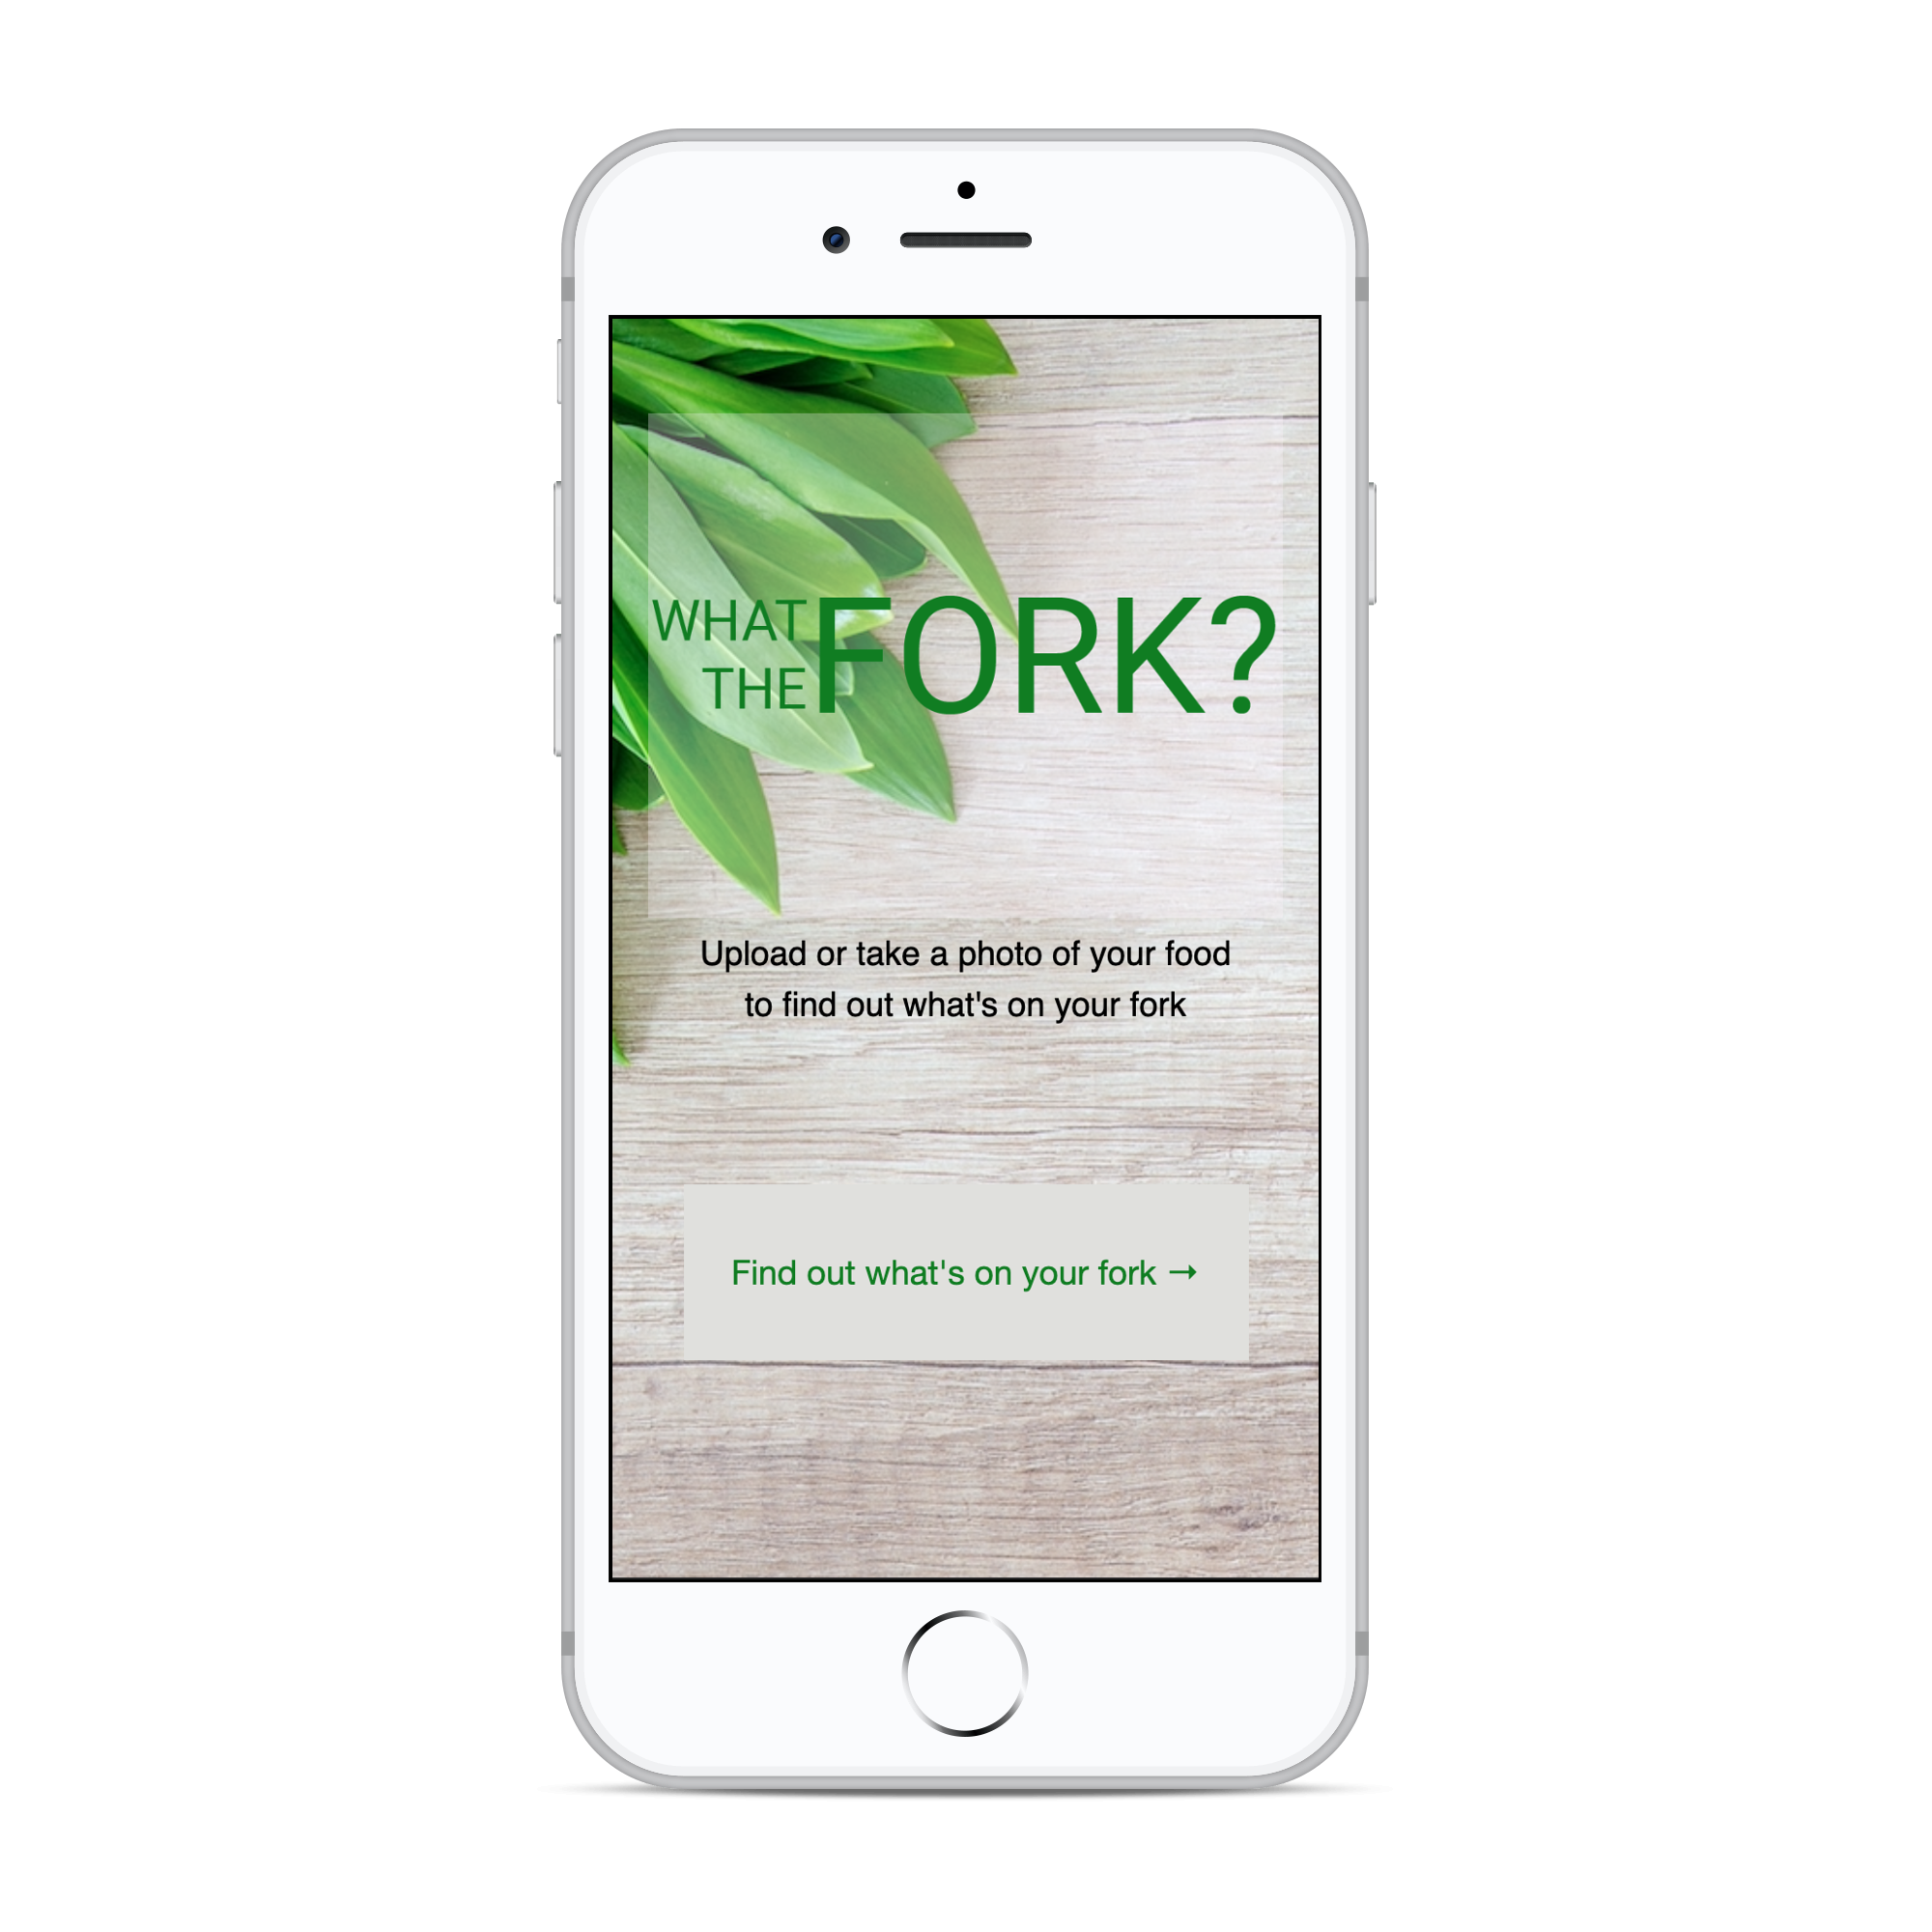 WHAT
THE FORK?
Upload or take a photo of your food
to find out what's on your fork
Find out what's on your fork →